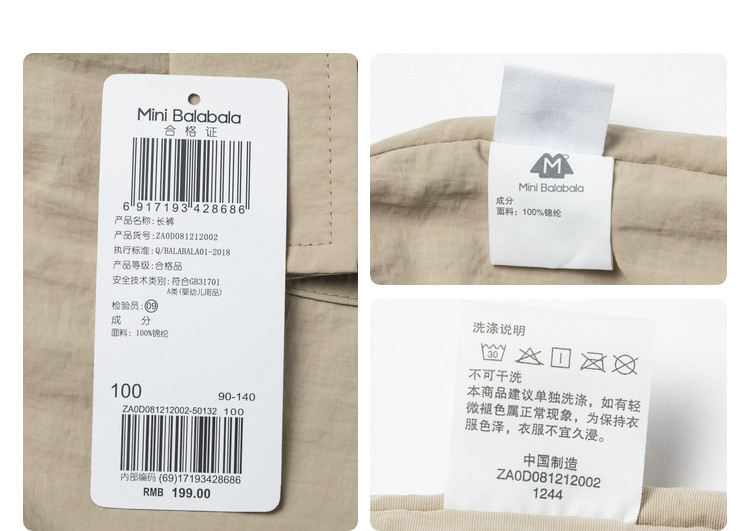 Mini Balabala
合格证
6 917193 428686
产品名称:长裤
产品货号:ZA0D081212002
执行标准:Q/BALABALA01-2018
产品等级:合格品
安全技术类别:符合GB31701
A类(婴幼儿用品)
检验员:09
成 分
面料:100%锦纶
100
90-140
ZA0D081212002-50132 100
内部编码 (69)17193428686
RMB 199.00
M
Mini Balabala
成分
面料:100%锦纶
洗涤说明
30
不可干洗
本商品建议单独洗涤,如有轻
微褪色属正常现象,为保持衣
服色泽,衣服不宜久浸。
中国制造
ZA0D081212002
1244